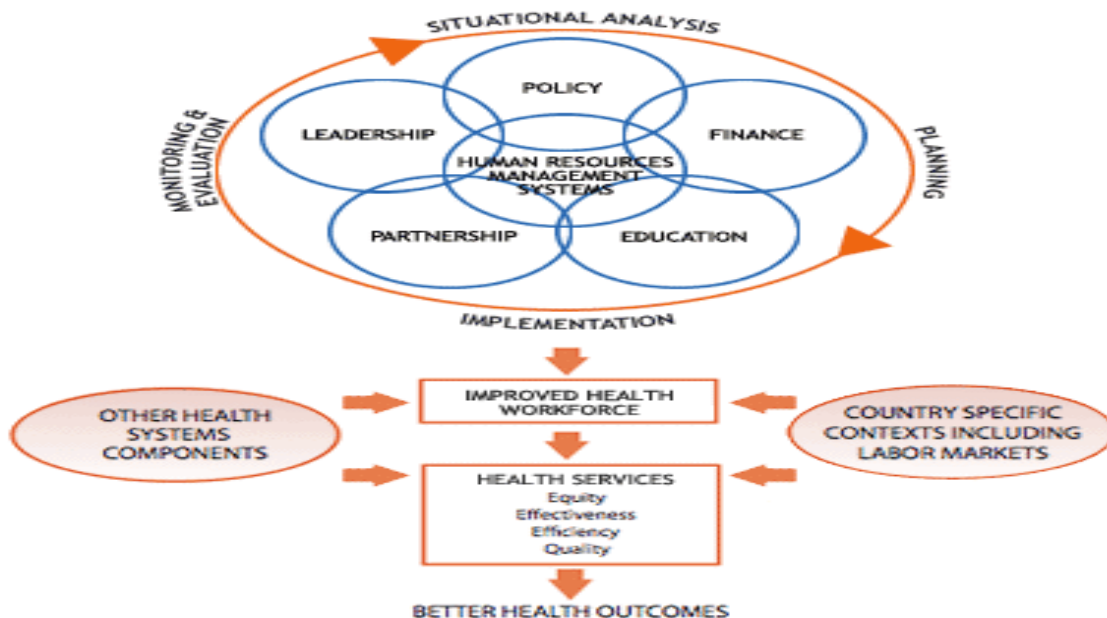 SITUATIONAL ANALYSIS
POLICY
LEADERSHIP
FINANCE
MONITORING &
EVALUATION
HUMAN RESOURCES
MANAGEMENT
SYSTEMS
PLANNING
PARTNERSHIP
EDUCATION
IMPLEMENTATION
IMPROVED HEALTH
WORKFORCE
OTHER HEALTH
SYSTEMS
COMPONENTS
COUNTRY SPECIFIC
CONTEXTS INCLUDING
LABOR MARKETS
HEALTH SERVICES
Equity
Effectiveness
Efficiency
Quality
BETTER HEALTH OUTCOMES